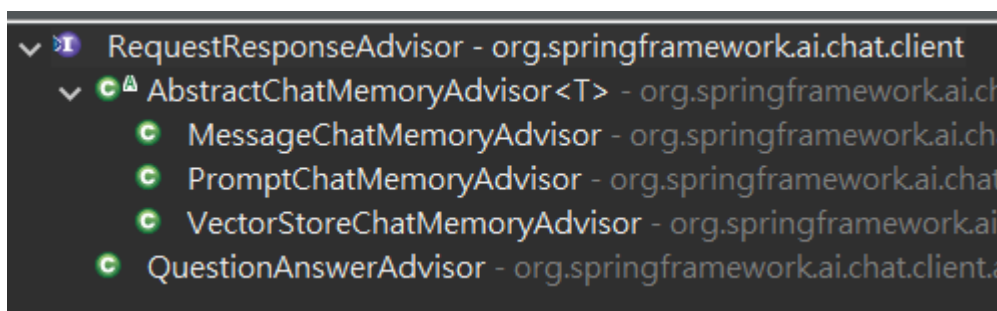 RequestResponseAdvisor - org.springframework.ai.chat.client
AbstractChatMemoryAdvisor<T> - org.springframework.ai.ch
MessageChatMemoryAdvisor - org.springframework.ai.ch
PromptChatMemoryAdvisor - org.springframework.ai.chat
VectorStoreChatMemoryAdvisor - org.springframework.ai
QuestionAnswerAdvisor - org.springframework.ai.chat.client.a